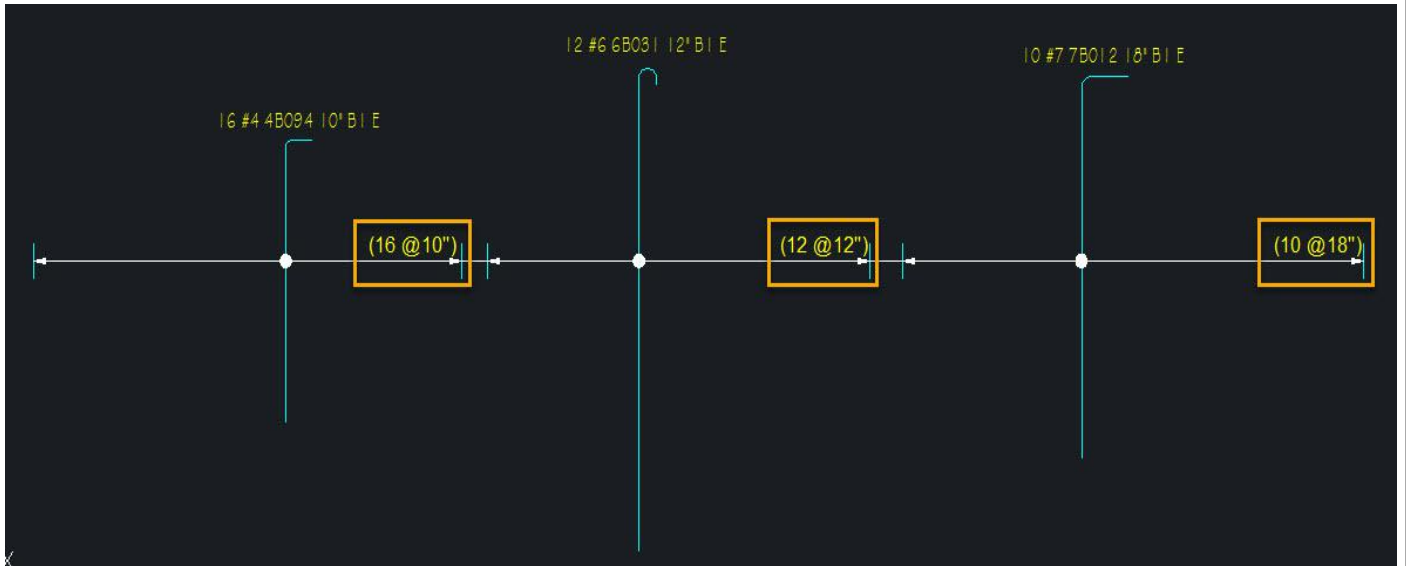 12 #6 6B031 12" B1 E
10 #7 7B012 18" B1 E
16 #4 4B094 10" B1 E
(16 @10")
(12 @12")
(10 @18")
X